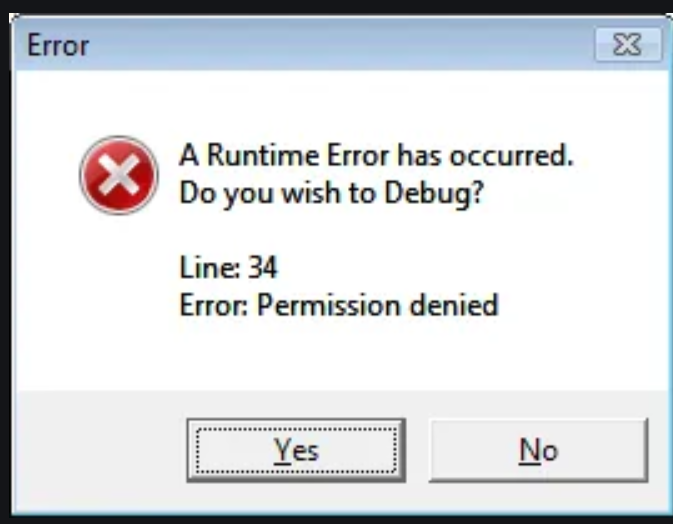 Error
A Runtime Error has occurred.
Do you wish to Debug?
Line: 34
Error: Permission denied
Yes
No